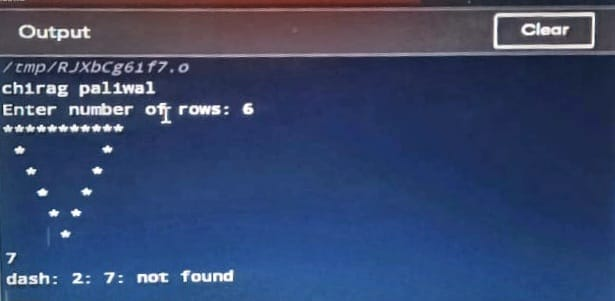 Output Clear
/tmp/RJXbCg61f7.o
chirag paliwal
Enter number of rows: 6
***********
 *       *
  *     *
   *   *
    * *
     *
7
dash: 2: 7: not found